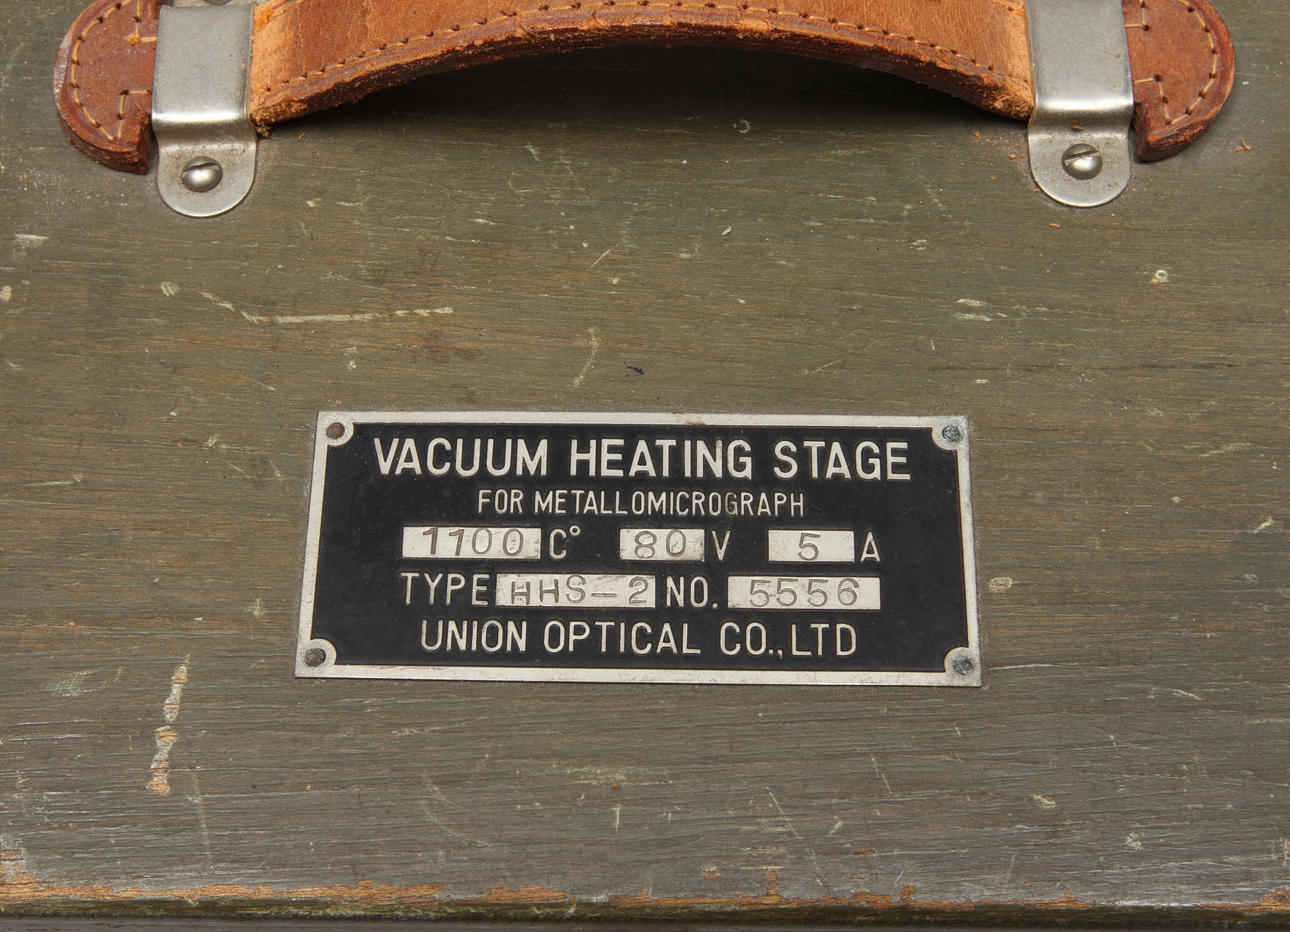 VACUUM HEATING STAGE
FOR METALLOMICROGRAPH
1100 C° 80 V 5 A
TYPE HHS-2 NO. 5556
UNION OPTICAL CO.,LTD